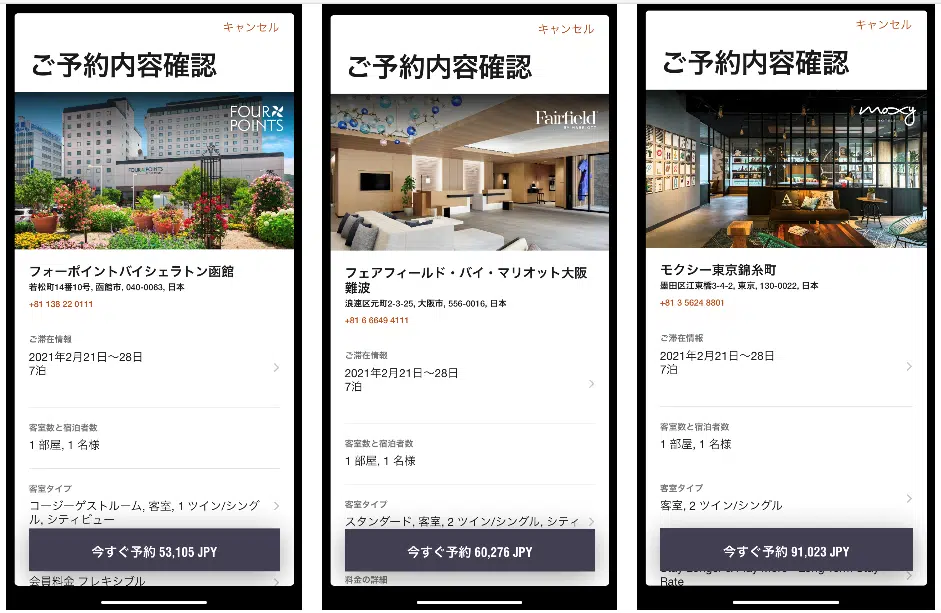 キャンセル
ご予約内容確認
FOUR
POINTS
FOUR POINTS
フォーポイントバイシェラトン函館
若松町14番10号, 函館市, 040-0063, 日本
+81 138 22 0111
ご滞在情報
2021年2月21日〜28日
7泊
客室数と宿泊者数
1 部屋, 1 名様
客室タイプ
コージーゲストルーム, 客室, 1 ツイン/シング
ル, シティビュー
今すぐ予約 53,105 JPY
会員料金 フレキシブル
キャンセル
ご予約内容確認
Fairfield
BY MARRIOTT
フェアフィールド・バイ・マリオット大阪
難波
浪速区元町2-3-25, 大阪市, 556-0016, 日本
+81 6 6649 4111
ご滞在情報
2021年2月21日〜28日
7泊
客室数と宿泊者数
1 部屋, 1 名様
客室タイプ
スタンダード, 客室, 2 ツイン/シングル, シティ
今すぐ予約 60,276 JPY
料金の詳細
キャンセル
ご予約内容確認
moxy
モクシー東京錦糸町
墨田区江東橋3-4-2, 東京, 130-0022, 日本
+81 3 5624 8801
ご滞在情報
2021年2月21日〜28日
7泊
客室数と宿泊者数
1 部屋, 1 名様
客室タイプ
客室, 2 ツイン/シングル
今すぐ予約 91,023 JPY
Rate